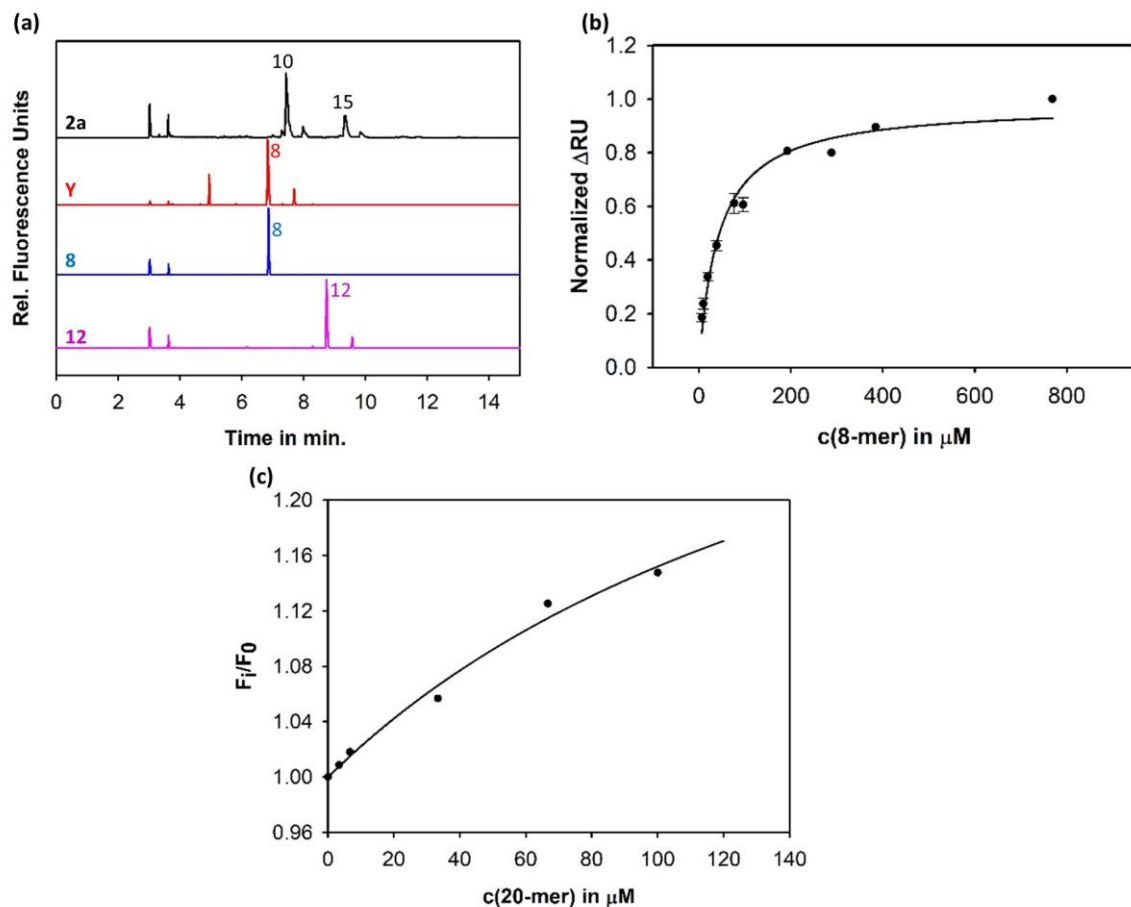 (a)
Rel. Fluorescence Units
2a
10
15
Y
8
8
8
12
12
0 2 4 6 8 10 12 14
Time in min.
(b)
Normalized ΔRU
1.2
1.0
0.8
0.6
0.4
0.2
0.0
0 200 400 600 800
c(8-mer) in μM
(c)
Fi/F0
1.20
1.16
1.12
1.08
1.04
1.00
0.96
0 20 40 60 80 100 120 140
c(20-mer) in μM